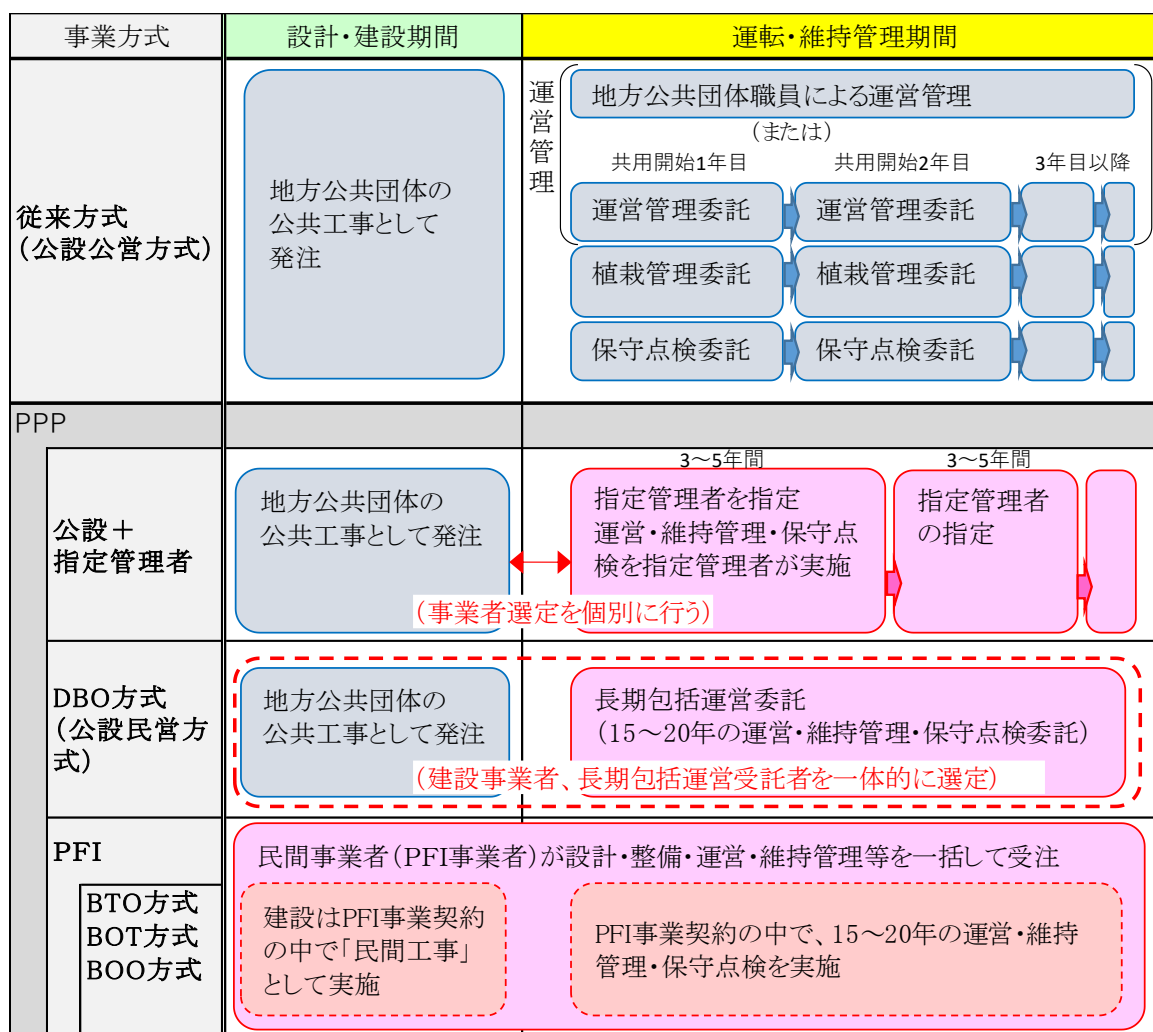 事業方式
設計・建設期間
運転・維持管理期間
従来方式
（公設公営方式）
地方公共団体の
公共工事として
発注
運営管理
地方公共団体職員による運営管理
(または)
共用開始1年目
共用開始2年目
3年目以降
運営管理委託
運営管理委託
植栽管理委託
植栽管理委託
保守点検委託
保守点検委託
PPP
公設＋
指定管理者
地方公共団体の
公共工事として発注
3～5年間
3～5年間
指定管理者を指定
運営・維持管理・保守点
検を指定管理者が実施
指定管理者
の指定
（事業者選定を個別に行う）
DBO方式
（公設民営方
式）
地方公共団体の
公共工事として発注
長期包括運営委託
（15～20年の運営・維持管理・保守点検委託）
（建設事業者、長期包括運営受託者を一体的に選定）
PFI
民間事業者（PFI事業者）が設計・整備・運営・維持管理等を一括して受注
BTO方式
BOT方式
BOO方式
建設はPFI事業契約
の中で「民間工事」
として実施
PFI事業契約の中で、15～20年の運営・維持
管理・保守点検を実施